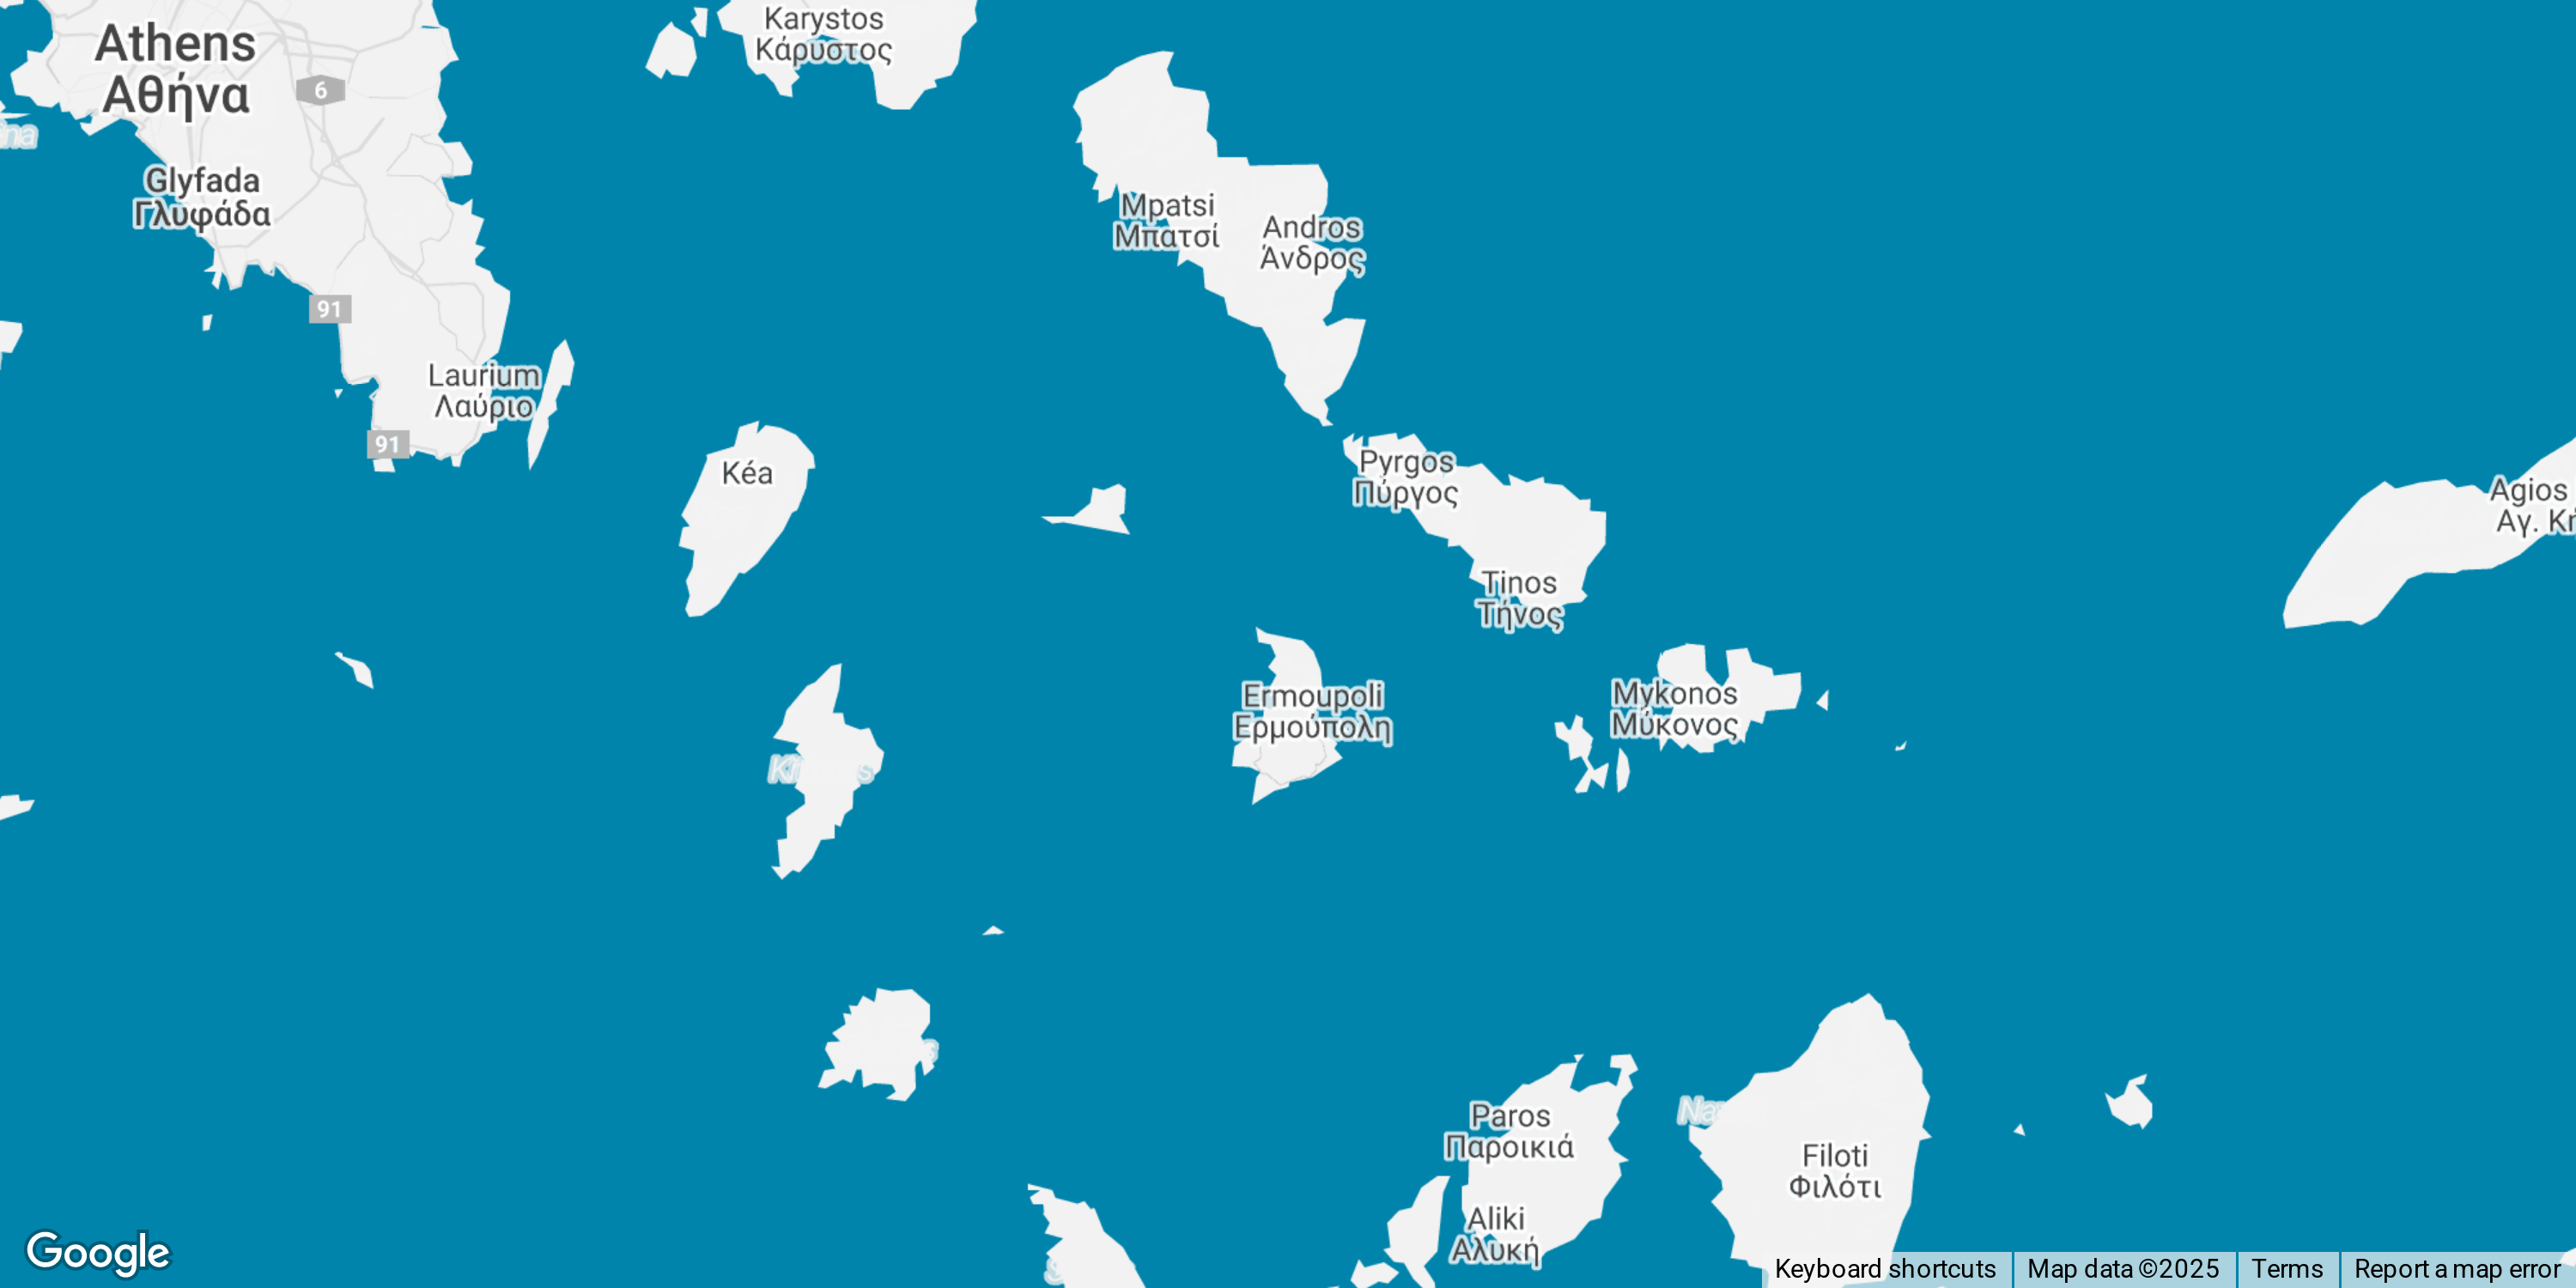 Karystos
Κάρυστος
Athens
Αθήνα
6
Glyfada
Γλυφάδα
Mpatsi
Μπατσί
Andros
Άνδρος
91
Laurium
Λαύριο
91
Kéa
Pyrgos
Πύργος
Agios
Αγ.
Tinos
Τήνος
Ermoupoli
Ερμούπολη
Mykonos
Μύκονος
Paros
Παροικιά
Filoti
Φιλότι
Aliki
Αλυκή
Google
Keyboard shortcuts
Map data ©2025
Terms
Report a map error